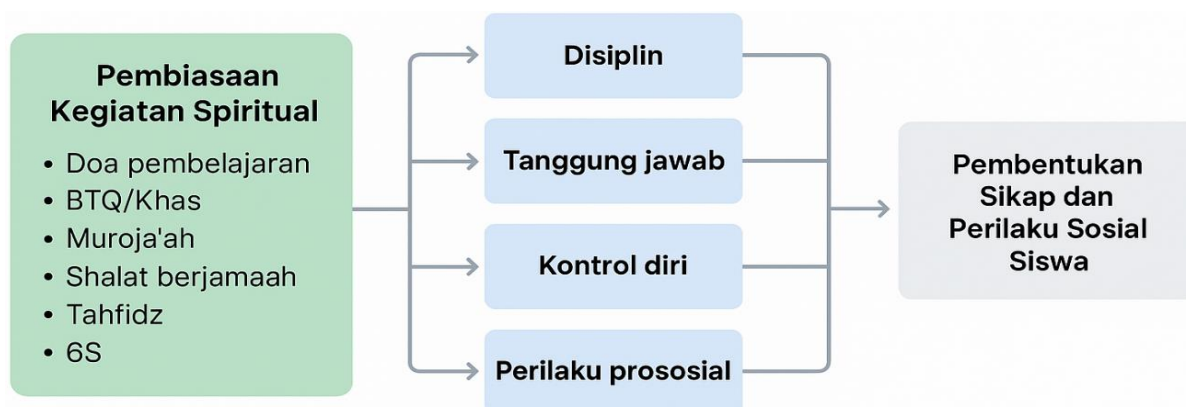 Pembiasaan
Kegiatan Spiritual
• Doa pembelajaran
• BTQ/Khas
• Muroja'ah
• Shalat berjamaah
• Tahfidz
• 6S
Disiplin
Tanggung jawab
Kontrol diri
Perilaku prososial
Pembentukan
Sikap dan
Perilaku Sosial
Siswa